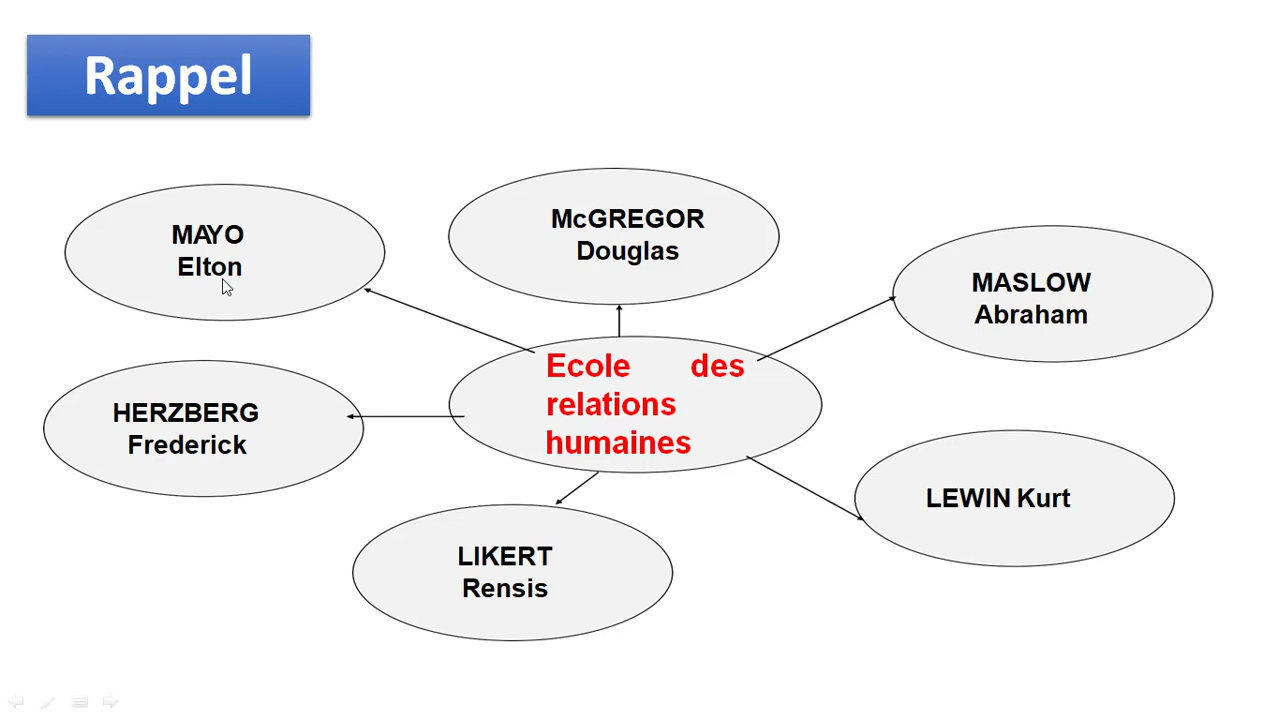 Rappel
MAYO
Elton
McGREGOR
Douglas
MASLOW
Abraham
Ecole des
relations
humaines
HERZBERG
Frederick
LEWIN Kurt
LIKERT
Rensis